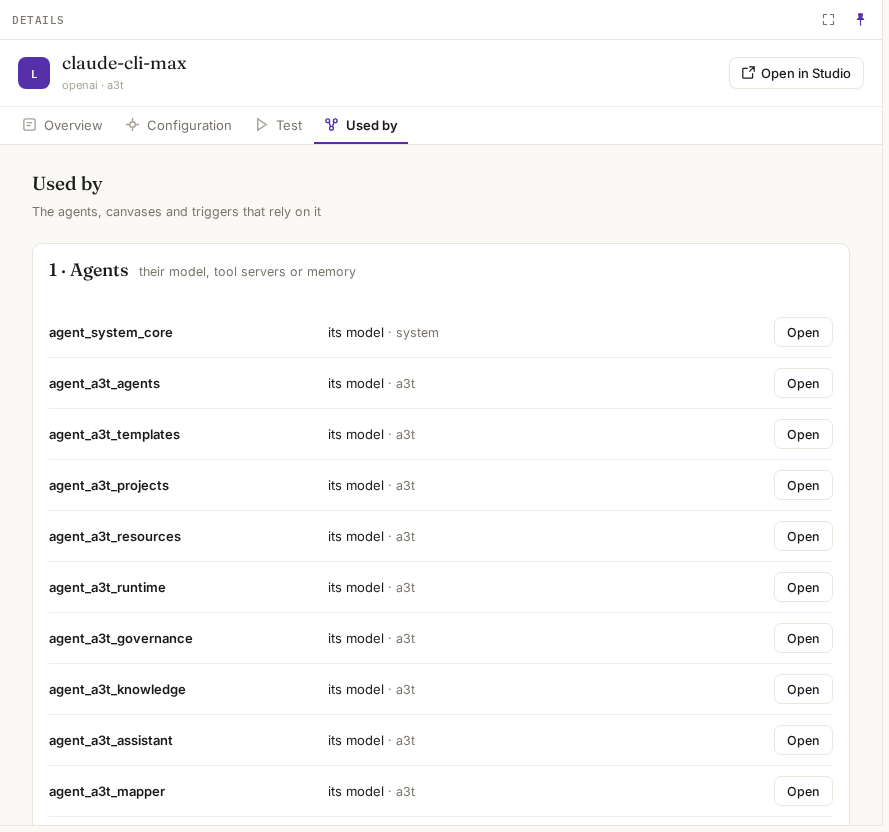 DETAILS
L
claude-cli-max
openai · a3t
Open in Studio
Overview
Configuration
Test
Used by
Used by
The agents, canvases and triggers that rely on it
1 · Agents their model, tool servers or memory
agent_system_core its model · system Open
agent_a3t_agents its model · a3t Open
agent_a3t_templates its model · a3t Open
agent_a3t_projects its model · a3t Open
agent_a3t_resources its model · a3t Open
agent_a3t_runtime its model · a3t Open
agent_a3t_governance its model · a3t Open
agent_a3t_knowledge its model · a3t Open
agent_a3t_assistant its model · a3t Open
agent_a3t_mapper its model · a3t Open